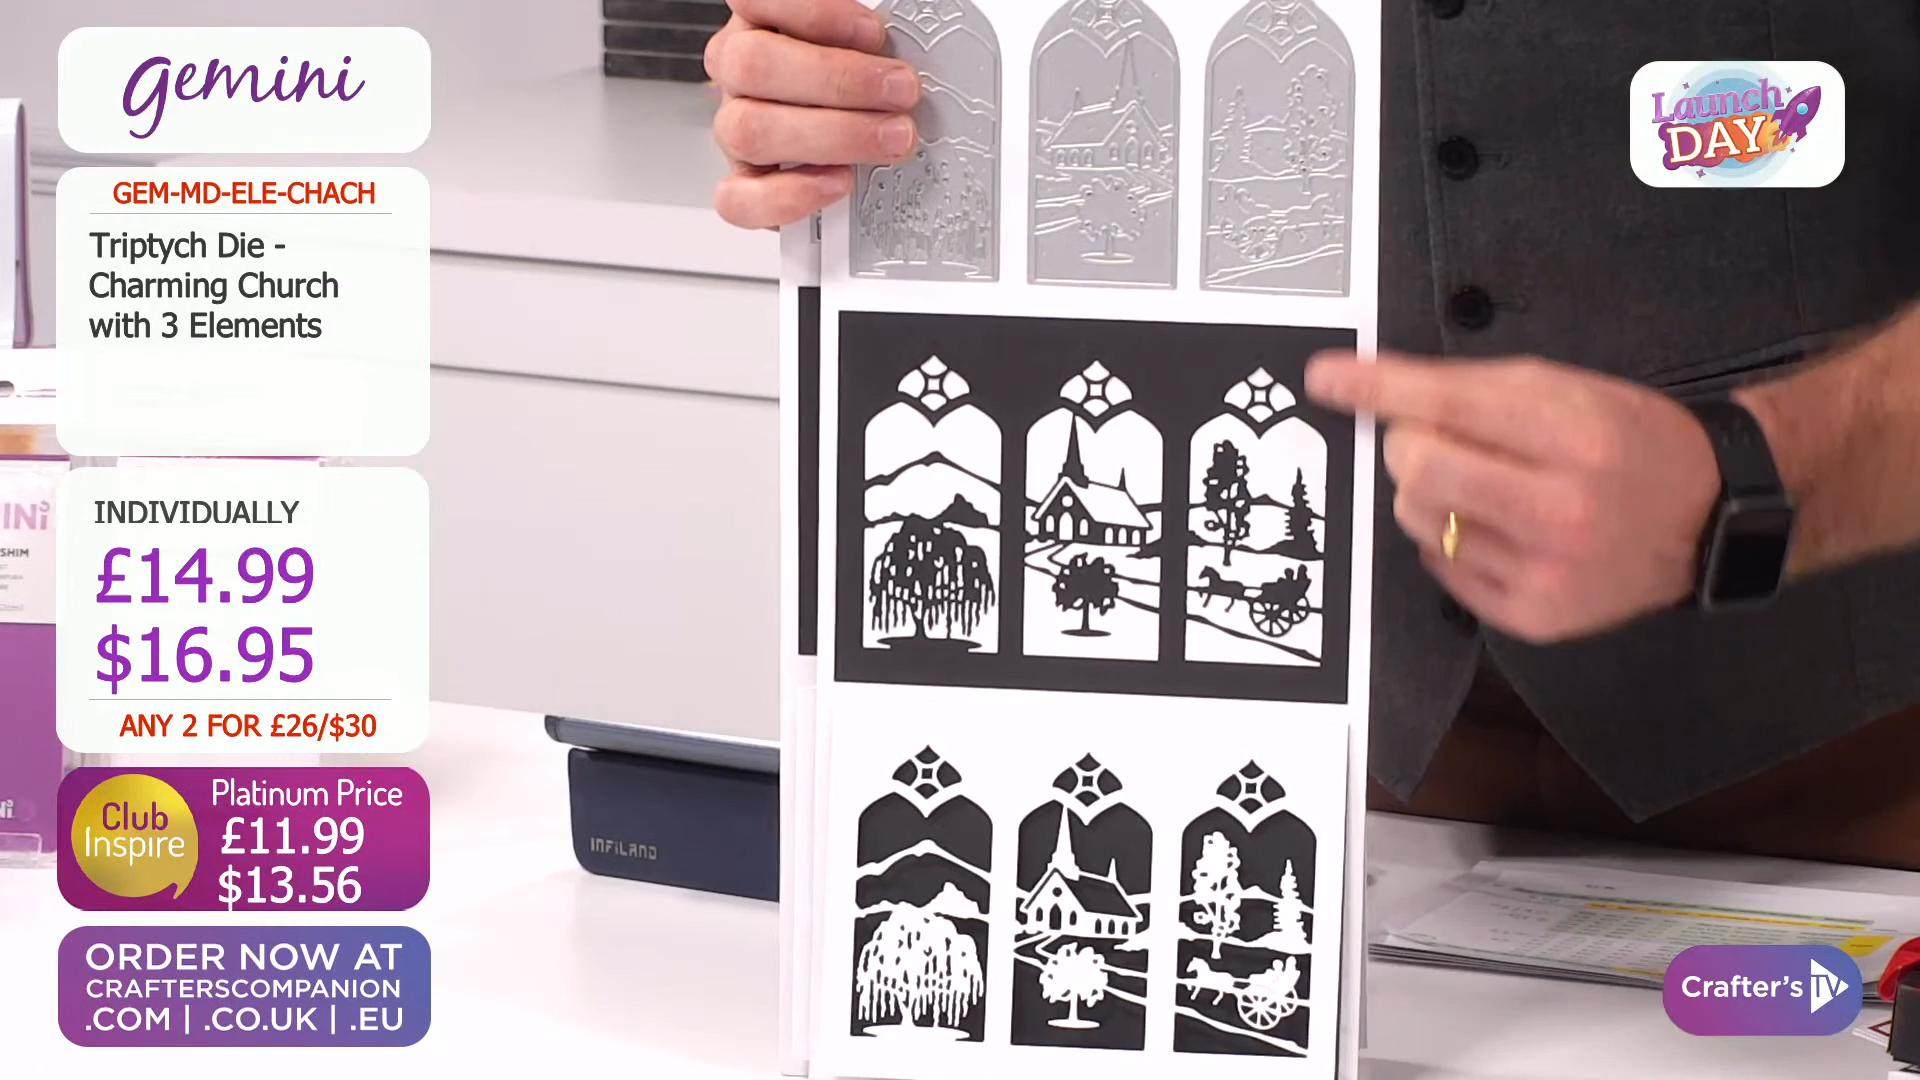 gemini
GEM-MD-ELE-CHACH
Triptych Die -
Charming Church
with 3 Elements
INDIVIDUALLY
£14.99
$16.95
ANY 2 FOR £26/$30
Club
Inspire
Platinum Price
£11.99
$13.56
ORDER NOW AT
CRAFTERSCOMPANION
.COM | .CO.UK | .EU
Launch
DAY
INFILAND
Crafter's TV
SHIM